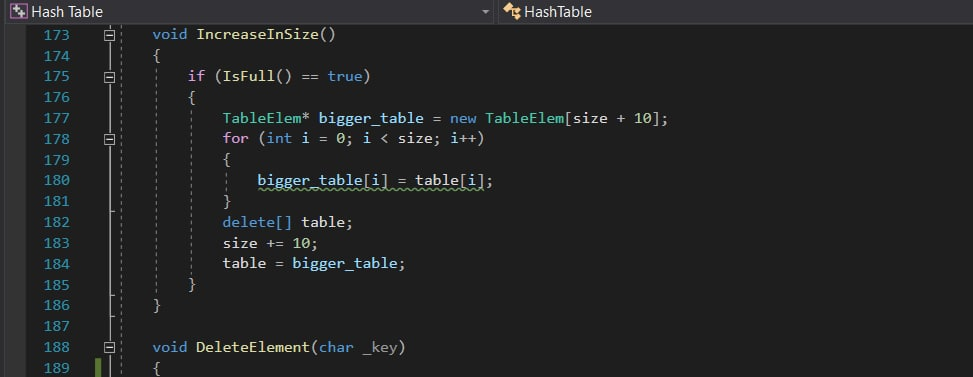 Hash Table HashTable
173 void IncreaseInSize()
174 {
175 if (IsFull() == true)
176 {
177 TableElem* bigger_table = new TableElem[size + 10];
178 for (int i = 0; i < size; i++)
179 {
180 bigger_table[i] = table[i];
181 }
182 delete[] table;
183 size += 10;
184 table = bigger_table;
185 }
186 }
187
188 void DeleteElement(char _key)
189 {